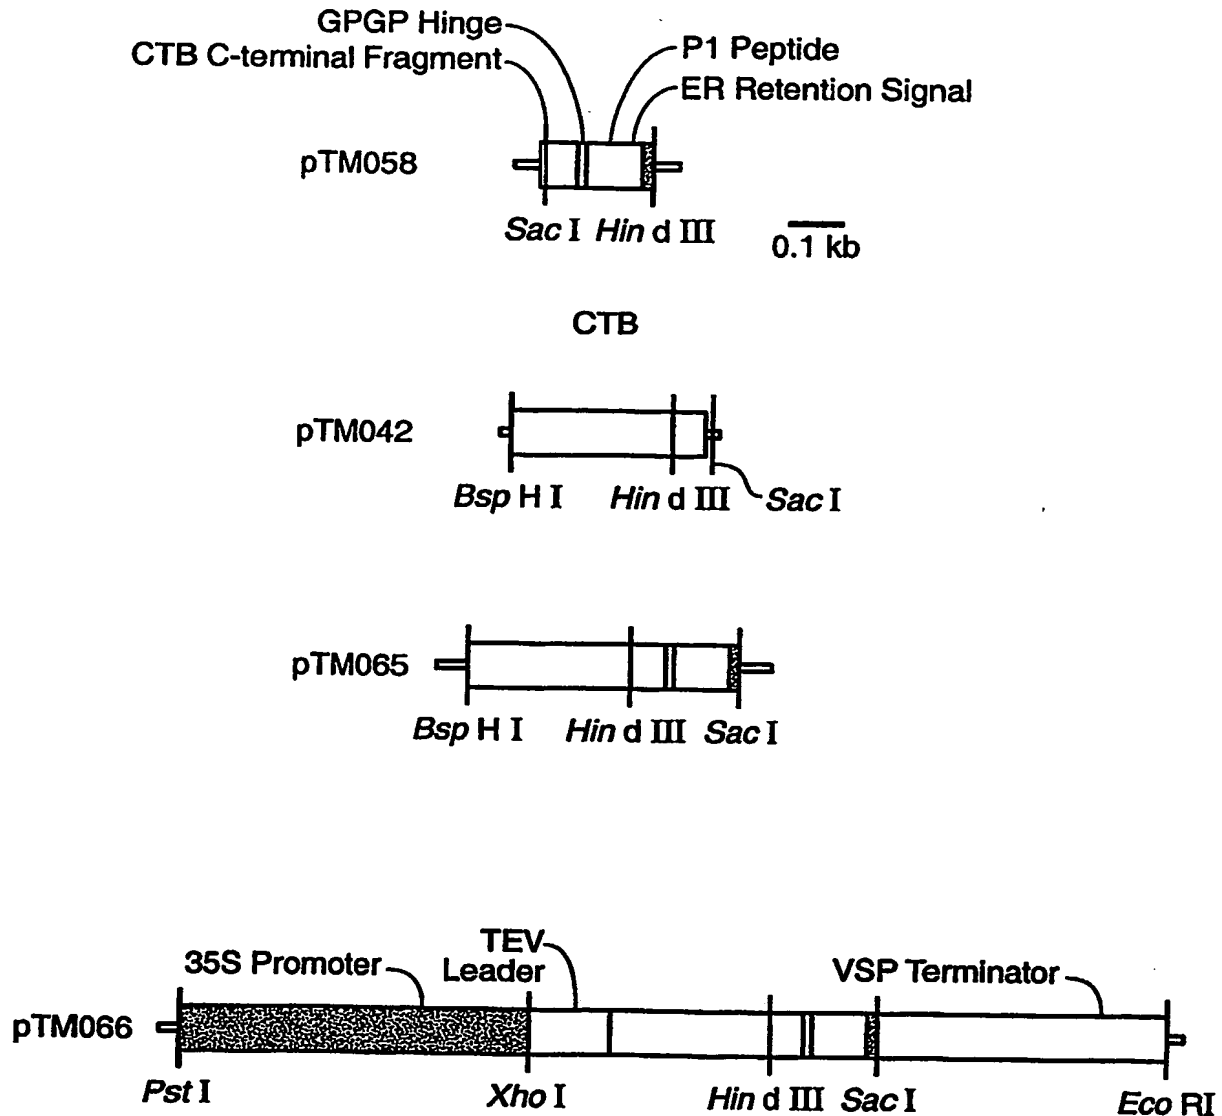 GPGP Hinge
CTB C-terminal Fragment
P1 Peptide
ER Retention Signal
pTM058
Sac I Hin d III
0.1 kb
CTB
pTM042
Bsp H I Hin d III Sac I
pTM065
Bsp H I Hin d III Sac I
35S Promoter
TEV
Leader
VSP Terminator
pTM066
Pst I Xho I Hin d III Sac I Eco RI